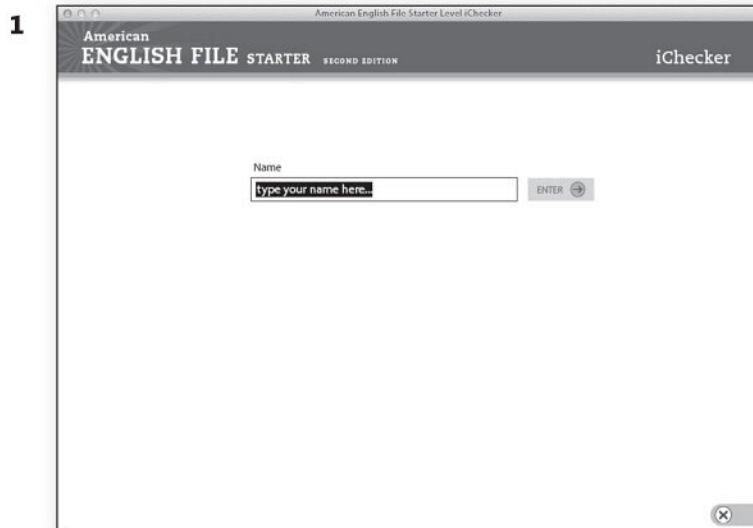 1
American English File Starter Level iChecker
American
ENGLISH FILE STARTER SECOND EDITION
iChecker
Name
type your name here...
ENTER